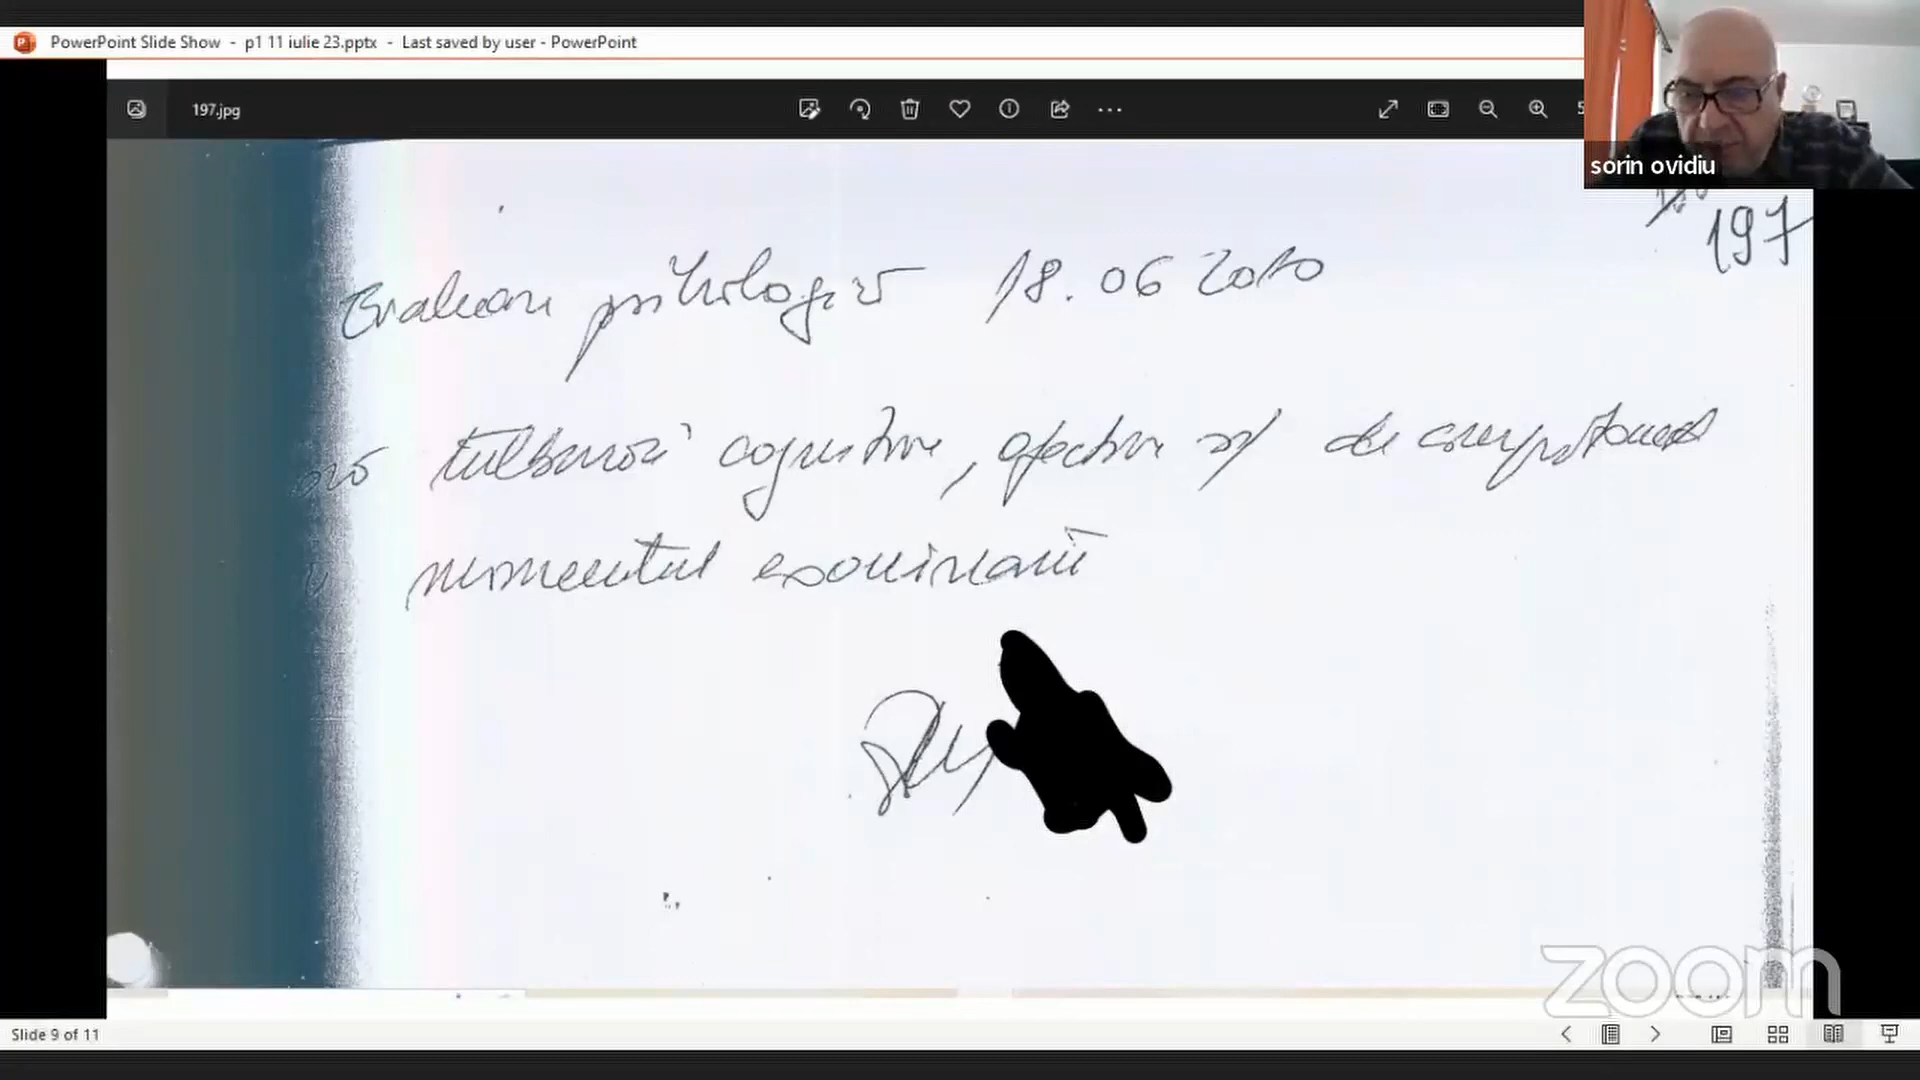 PowerPoint Slide Show - p1 11 iulie 23.pptx - Last saved by user - PowerPoint
197.jpg
sorin ovidiu
197
Evaluare psihologică 18.06 2010
tulburări cognitive, afective și de comportament
momentul examinării
zoom
Slide 9 of 11